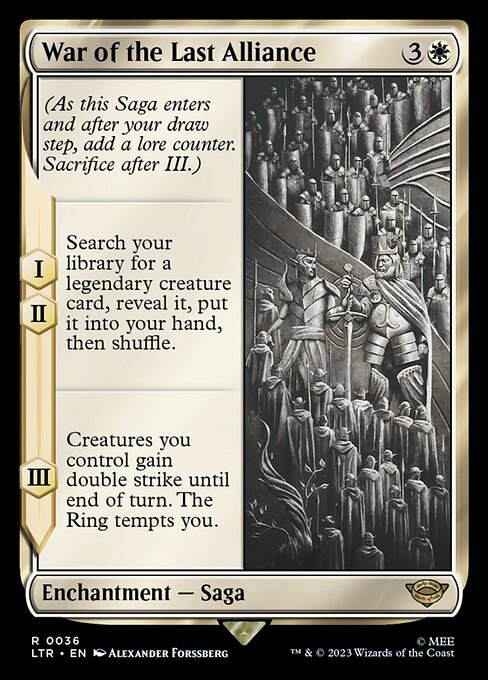 War of the Last Alliance 3
(As this Saga enters
and after your draw
step, add a lore counter.
Sacrifice after III.)
I
II
Search your
library for a
legendary creature
card, reveal it, put
it into your hand,
then shuffle.
III
Creatures you
control gain
double strike until
end of turn. The
Ring tempts you.
Enchantment — Saga
R 0036
LTR • EN ALEXANDER FORSSBERG
© MEE
™ & © 2023 Wizards of the Coast